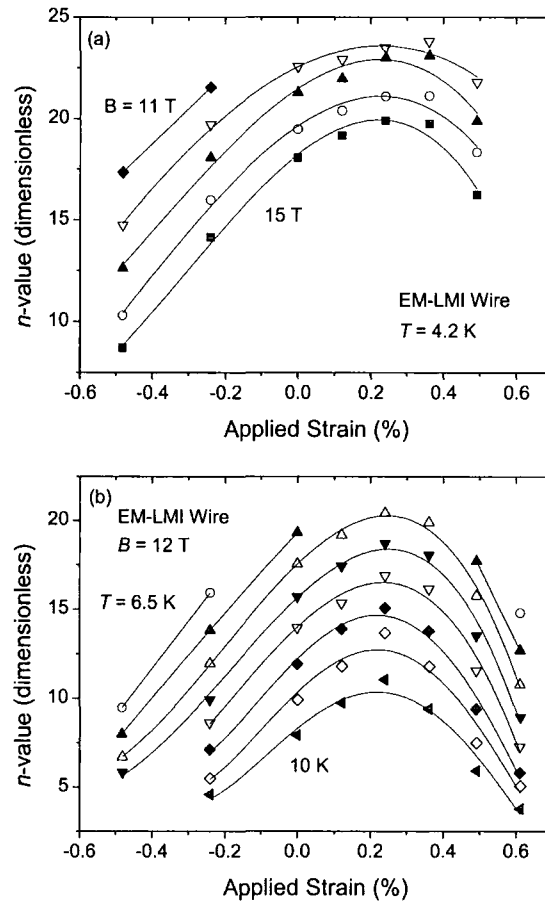 (a)
B = 11 T
15 T
EM-LMI Wire
T = 4.2 K
n-value (dimensionless)
25
20
15
10
-0.6 -0.4 -0.2 0.0 0.2 0.4 0.6
Applied Strain (%)
(b)
EM-LMI Wire
B = 12 T
T = 6.5 K
10 K
n-value (dimensionless)
20
15
10
5
-0.6 -0.4 -0.2 0.0 0.2 0.4 0.6
Applied Strain (%)